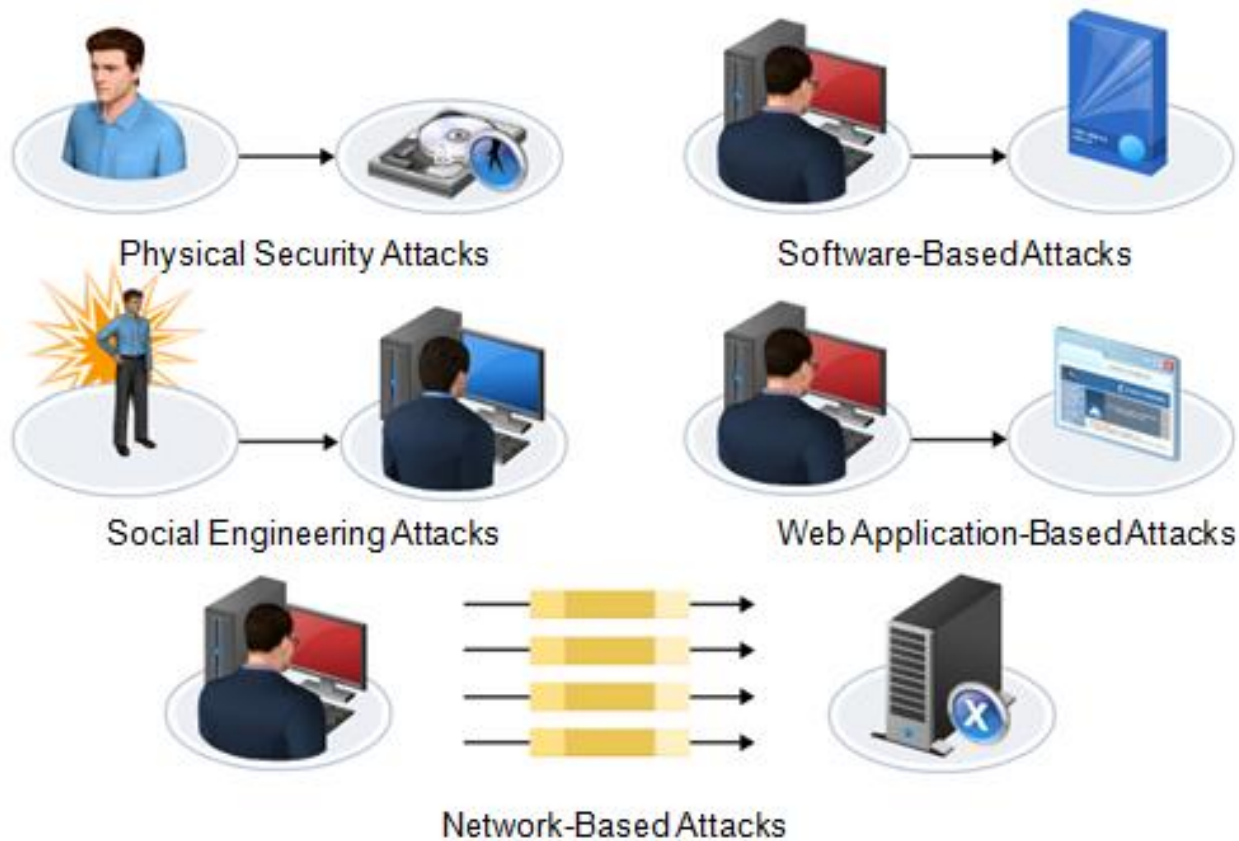 Physical Security Attacks
Software-Based Attacks
Social Engineering Attacks
Web Application-Based Attacks
X
Network-Based Attacks